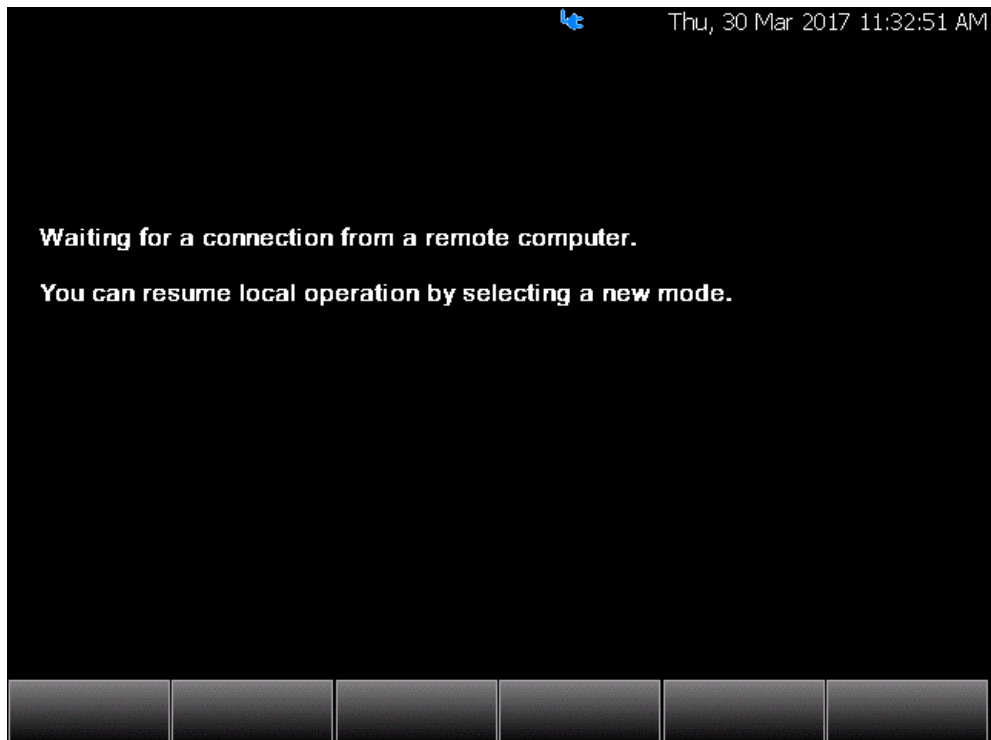 Thu, 30 Mar 2017 11:32:51 AM
Waiting for a connection from a remote computer.
You can resume local operation by selecting a new mode.